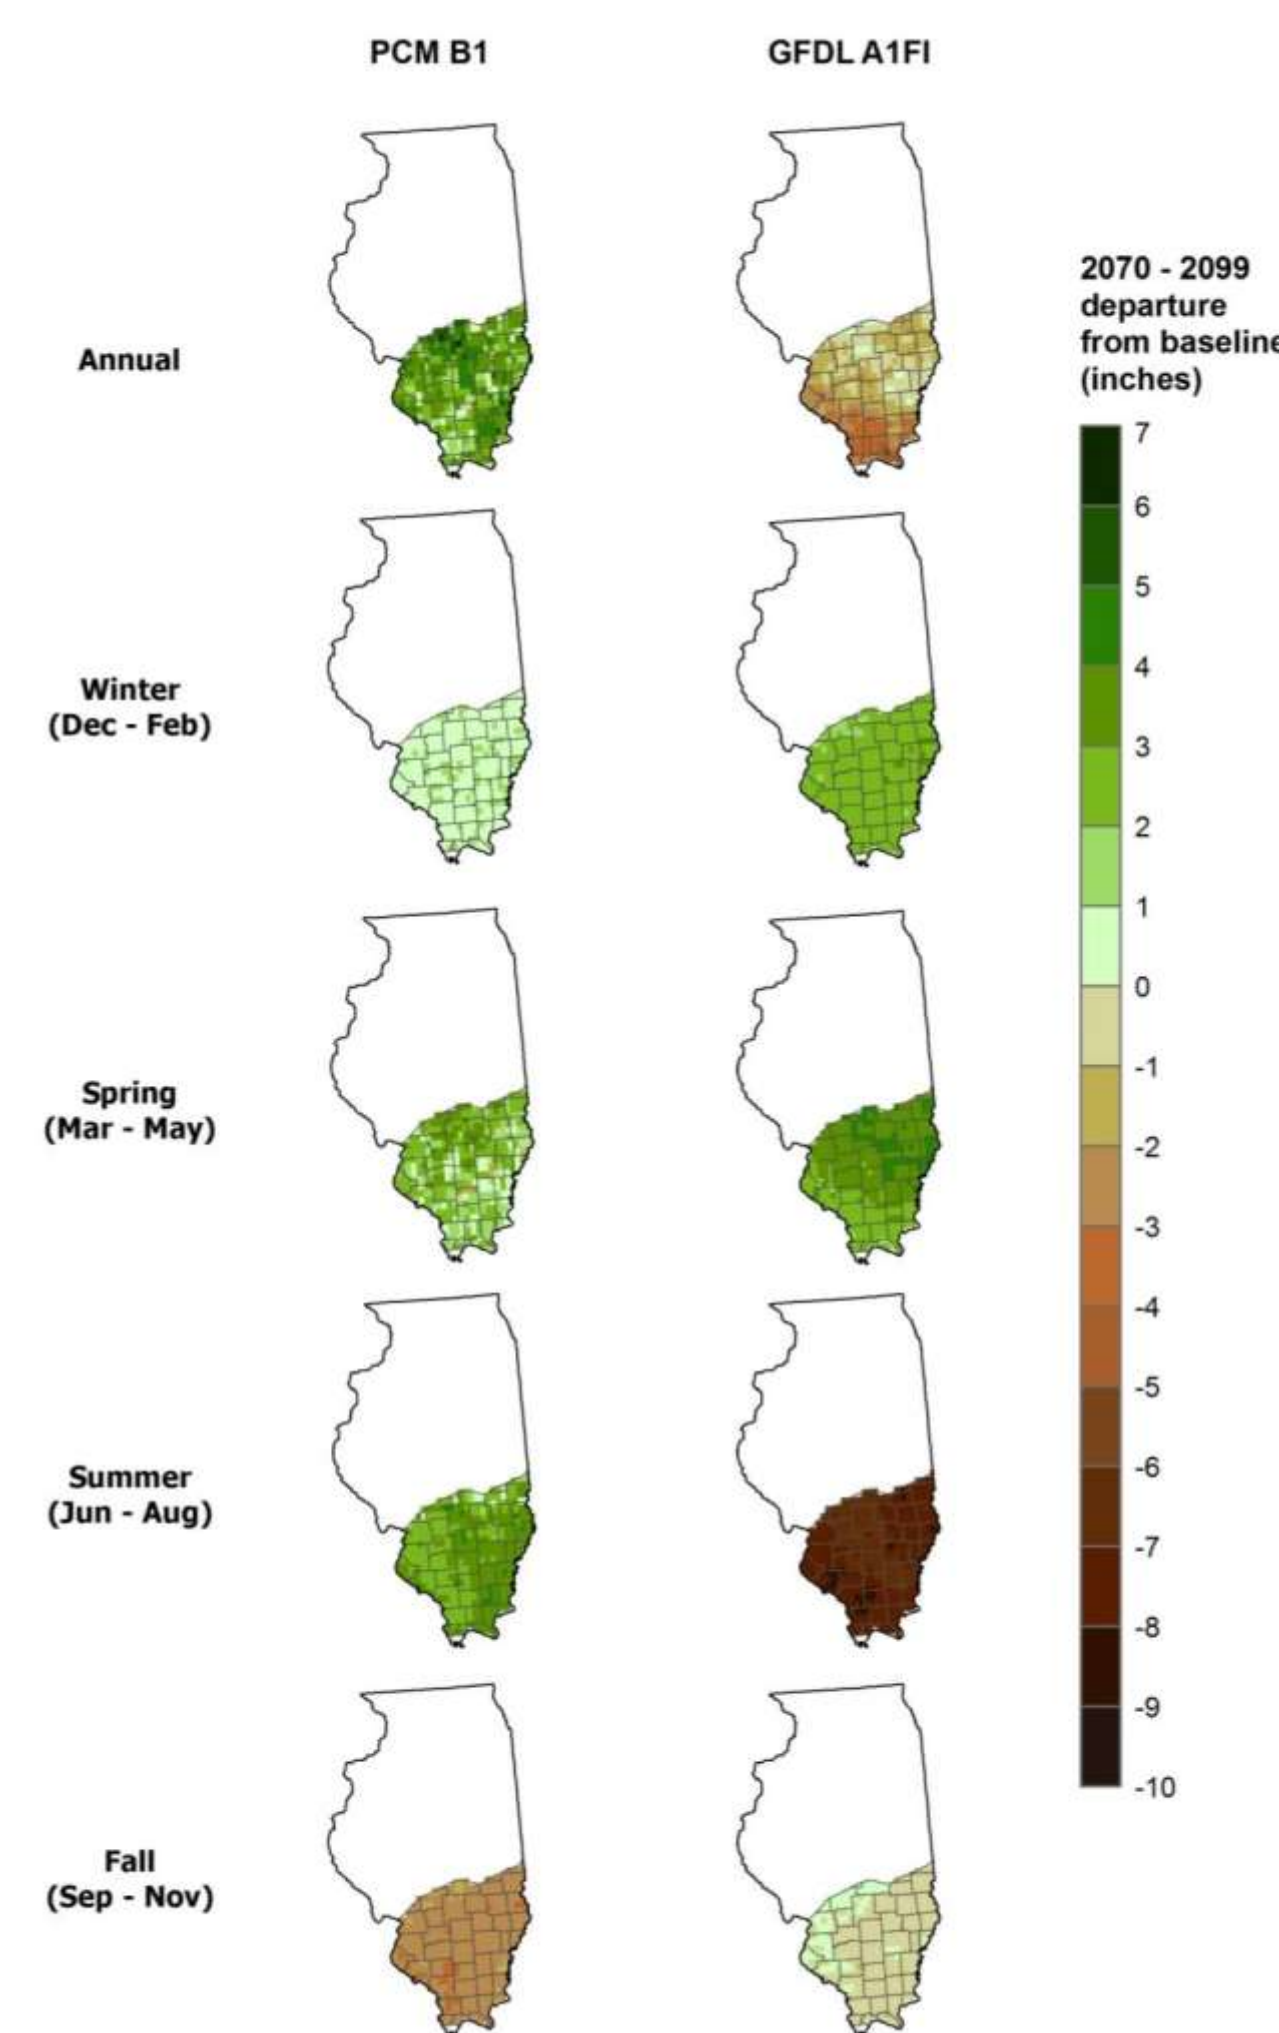 PCM B1
GFDL A1FI
2070 - 2099
departure
from baseline
(inches)
Annual
7
6
5
Winter
(Dec - Feb)
4
3
2
1
0
-1
Spring
(Mar - May)
-2
-3
-4
-5
Summer
(Jun - Aug)
-6
-7
-8
-9
-10
Fall
(Sep - Nov)